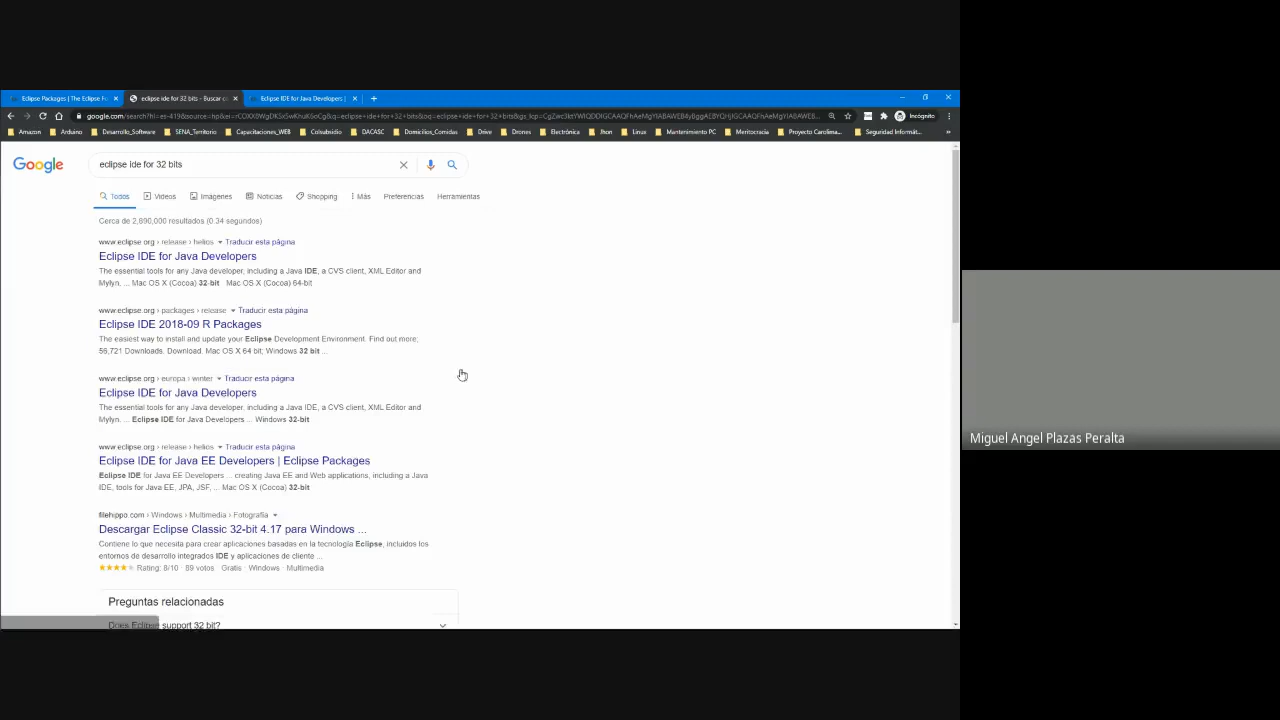 Eclipse Packages | The Eclipse F
eclipse ide for 32 bits - Buscar c
Eclipse IDE for Java Developers |
Incógnito
Amazon Arduino Desarrollo_Software SENA_Territorio Capacitaciones_WEB Colsubsidio DACASC Domicilios_Comidas Drive Drones Electrónica Jhon Linux Mantenimiento PC Meritocracia Proyecto Carolina... Seguridad Informát...
Google
eclipse ide for 32 bits
Todos Videos Imágenes Noticias Shopping Más Preferencias Herramientas
Cerca de 2,890,000 resultados (0.34 segundos)
www.eclipse.org › release › helios Traducir esta página
Eclipse IDE for Java Developers
The essential tools for any Java developer, including a Java IDE, a CVS client, XML Editor and
Mylyn. ... Mac OS X (Cocoa) 32-bit Mac OS X (Cocoa) 64-bit
www.eclipse.org › packages › release Traducir esta página
Eclipse IDE 2018-09 R Packages
The easiest way to install and update your Eclipse Development Environment. Find out more;
56,721 Downloads. Download. Mac OS X 64 bit; Windows 32 bit ...
www.eclipse.org › europa › winter Traducir esta página
Eclipse IDE for Java Developers
The essential tools for any Java developer, including a Java IDE, a CVS client, XML Editor and
Mylyn. ... Eclipse IDE for Java Developers ... Windows 32-bit
www.eclipse.org › release › helios Traducir esta página
Eclipse IDE for Java EE Developers | Eclipse Packages
Eclipse IDE for Java EE Developers ... creating Java EE and Web applications, including a Java
IDE, tools for Java EE, JPA, JSF, ... Mac OS X (Cocoa) 32-bit
filehippo.com › Windows › Multimedia › Fotografía
Descargar Eclipse Classic 32-bit 4.17 para Windows ...
Contiene lo que necesita para crear aplicaciones basadas en la tecnología Eclipse, incluidos los
entornos de desarrollo integrados IDE y aplicaciones de cliente ...
Rating: 8/10 · 89 votos · Gratis · Windows · Multimedia
Preguntas relacionadas
Does Eclipse support 32 bit?
Miguel Angel Plazas Peralta